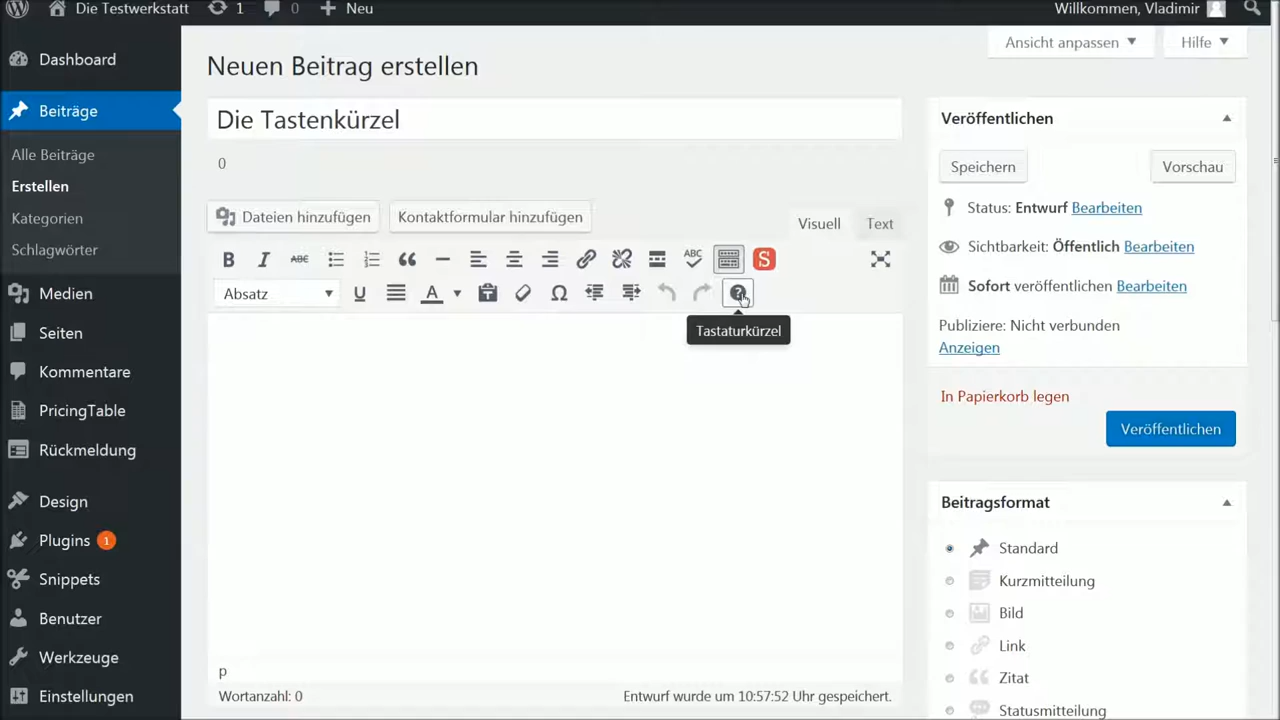 Die Testwerkstatt 1 0 Neu Willkommen, Vladimir
Ansicht anpassen Hilfe
Dashboard
Beiträge
Alle Beiträge
Erstellen
Kategorien
Schlagwörter
Medien
Seiten
Kommentare
PricingTable
Rückmeldung
Design
Plugins 1
Snippets
Benutzer
Werkzeuge
Einstellungen
Neuen Beitrag erstellen
Die Tastenkürzel
0
Dateien hinzufügen Kontaktformular hinzufügen
Visuell Text
B I ABC ABC S
Absatz U A Ω
Tastaturkürzel
p
Wortanzahl: 0 Entwurf wurde um 10:57:52 Uhr gespeichert.
Veröffentlichen
Speichern Vorschau
Status: Entwurf Bearbeiten
Sichtbarkeit: Öffentlich Bearbeiten
Sofort veröffentlichen Bearbeiten
Publiziere: Nicht verbunden
Anzeigen
In Papierkorb legen
Veröffentlichen
Beitragsformat
Standard
Kurzmitteilung
Bild
Link
Zitat
Statusmitteilung